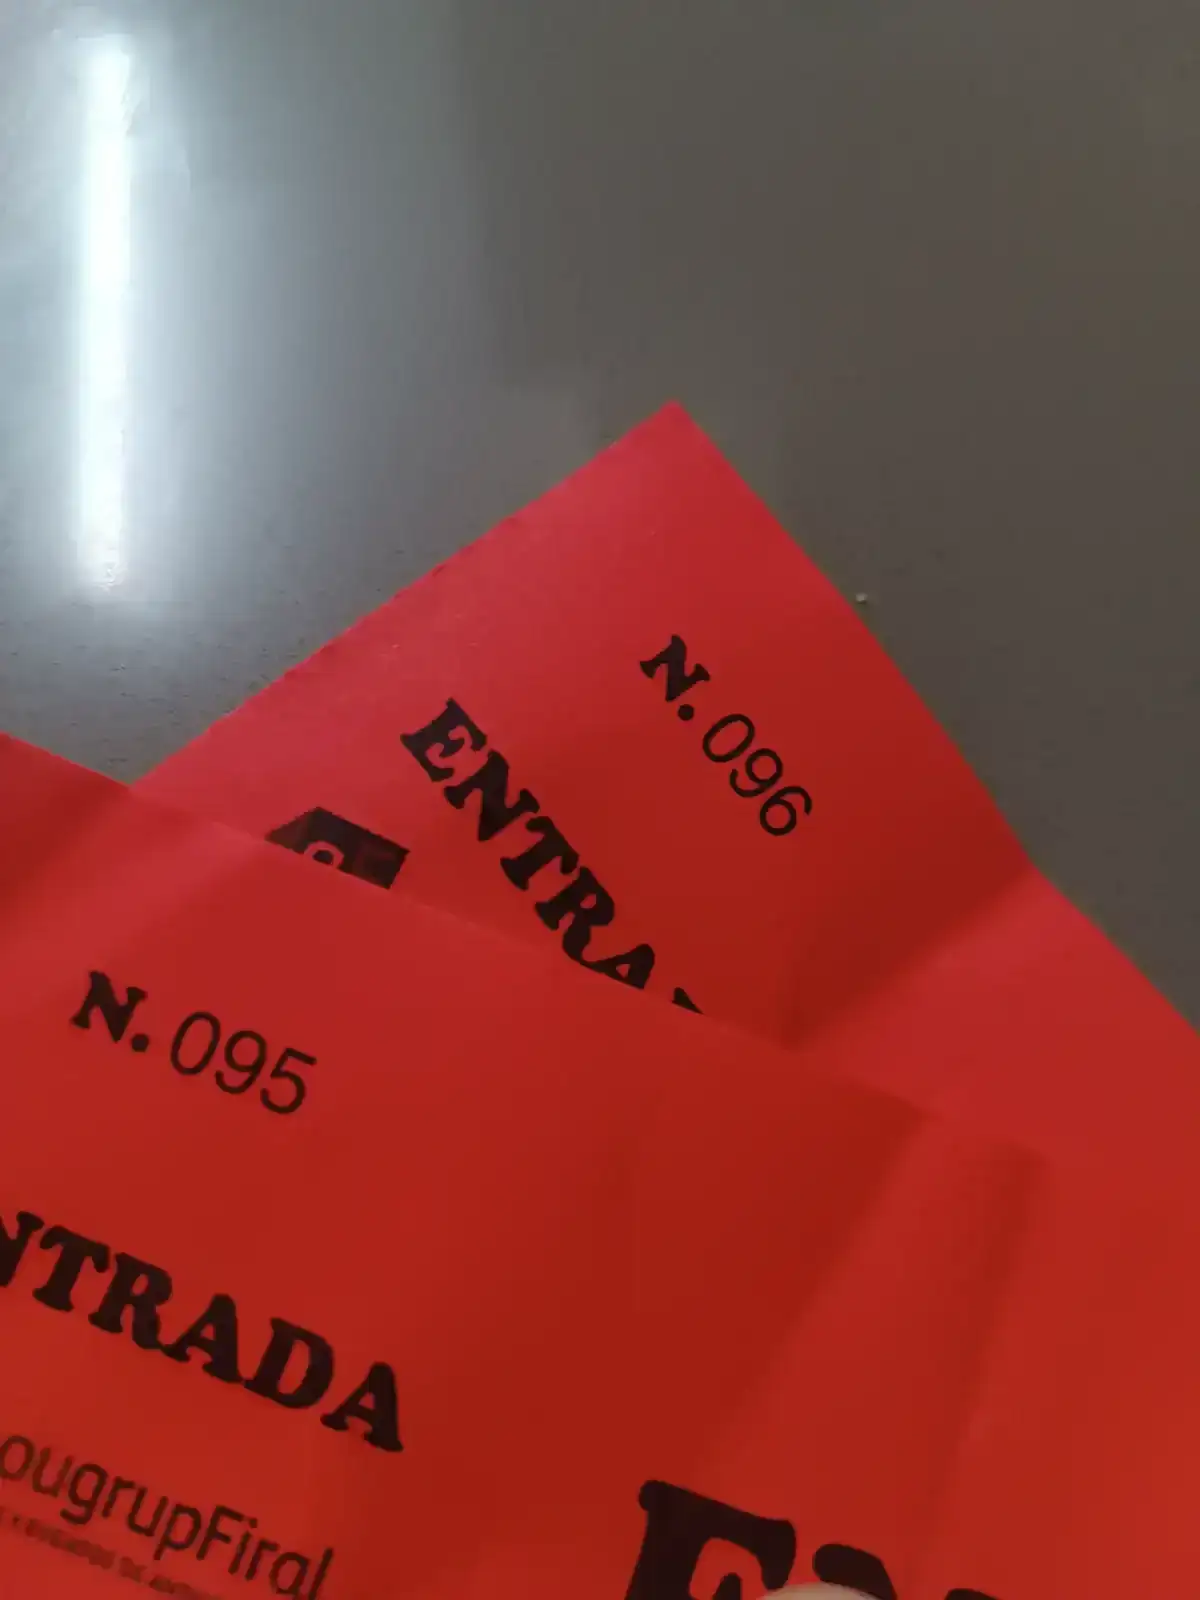 N. 096
ENTRA
N. 095
NTRADA
ougrupFiral